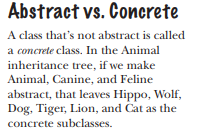 Abstract vs. Concrete
A class that's not abstract is called
a concrete class. In the Animal
inheritance tree, if we make
Animal, Canine, and Feline
abstract, that leaves Hippo, Wolf,
Dog, Tiger, Lion, and Cat as the
concrete subclasses.